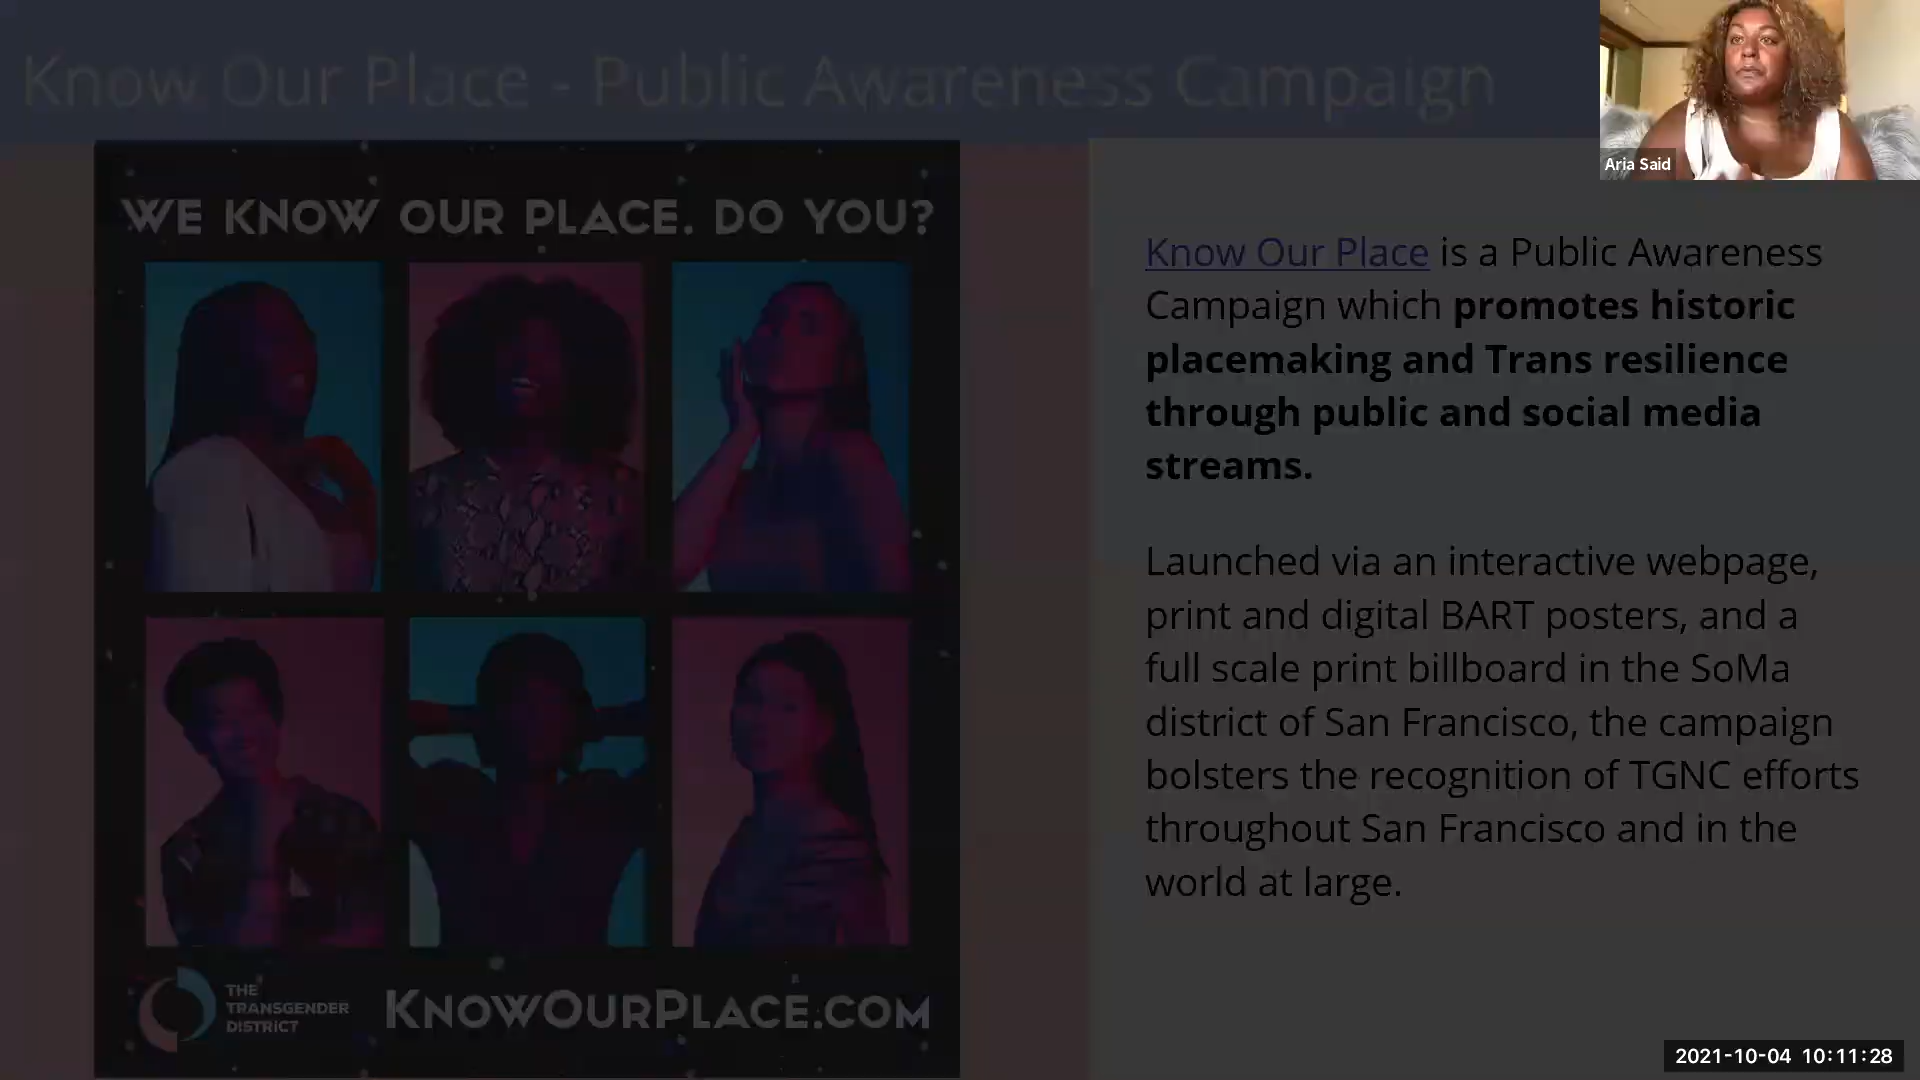 Know Our Place - Public Awareness Campaign
Aria Said
WE KNOW OUR PLACE. DO YOU?
THE
TRANSGENDER
DISTRICT
KNOWOURPLACE.COM
Know Our Place is a Public Awareness
Campaign which promotes historic
placemaking and Trans resilience
through public and social media
streams.
Launched via an interactive webpage,
print and digital BART posters, and a
full scale print billboard in the SoMa
district of San Francisco, the campaign
bolsters the recognition of TGNC efforts
throughout San Francisco and in the
world at large.
2021-10-04 10:11:28